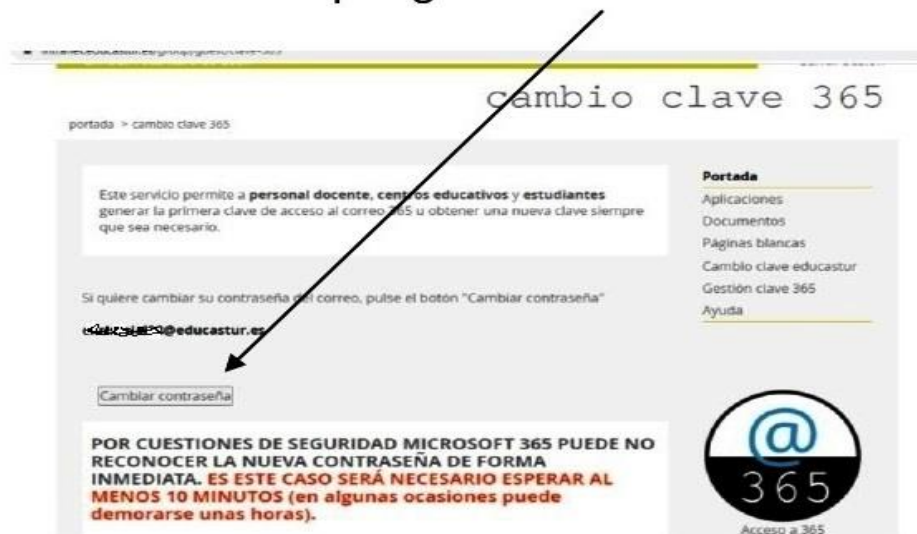 cambio clave 365
portada > cambio clave 365
Este servicio permite a personal docente, centros educativos y estudiantes
generar la primera clave de acceso al correo 365 u obtener una nueva clave siempre
que sea necesario.
Si quiere cambiar su contraseña del correo, pulse el botón "Cambiar contraseña"
@educastur.es
Cambiar contraseña
POR CUESTIONES DE SEGURIDAD MICROSOFT 365 PUEDE NO
RECONOCER LA NUEVA CONTRASEÑA DE FORMA
INMEDIATA. ES ESTE CASO SERÁ NECESARIO ESPERAR AL
MENOS 10 MINUTOS (en algunas ocasiones puede
demorarse unas horas).
Portada
Aplicaciones
Documentos
Páginas blancas
Cambio clave educastur
Gestión clave 365
Ayuda
@
365
Acceso a 365